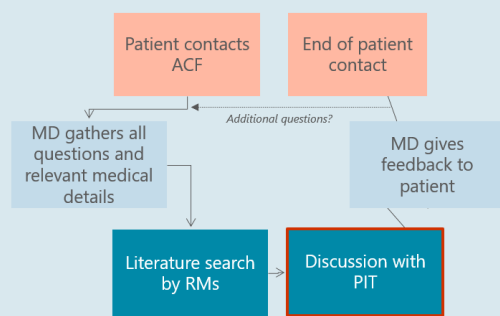 Patient contacts
ACF
End of patient
contact
Additional questions?
MD gathers all
questions and
relevant medical
details
MD gives
feedback to
patient
Literature search
by RMs
Discussion with
PIT